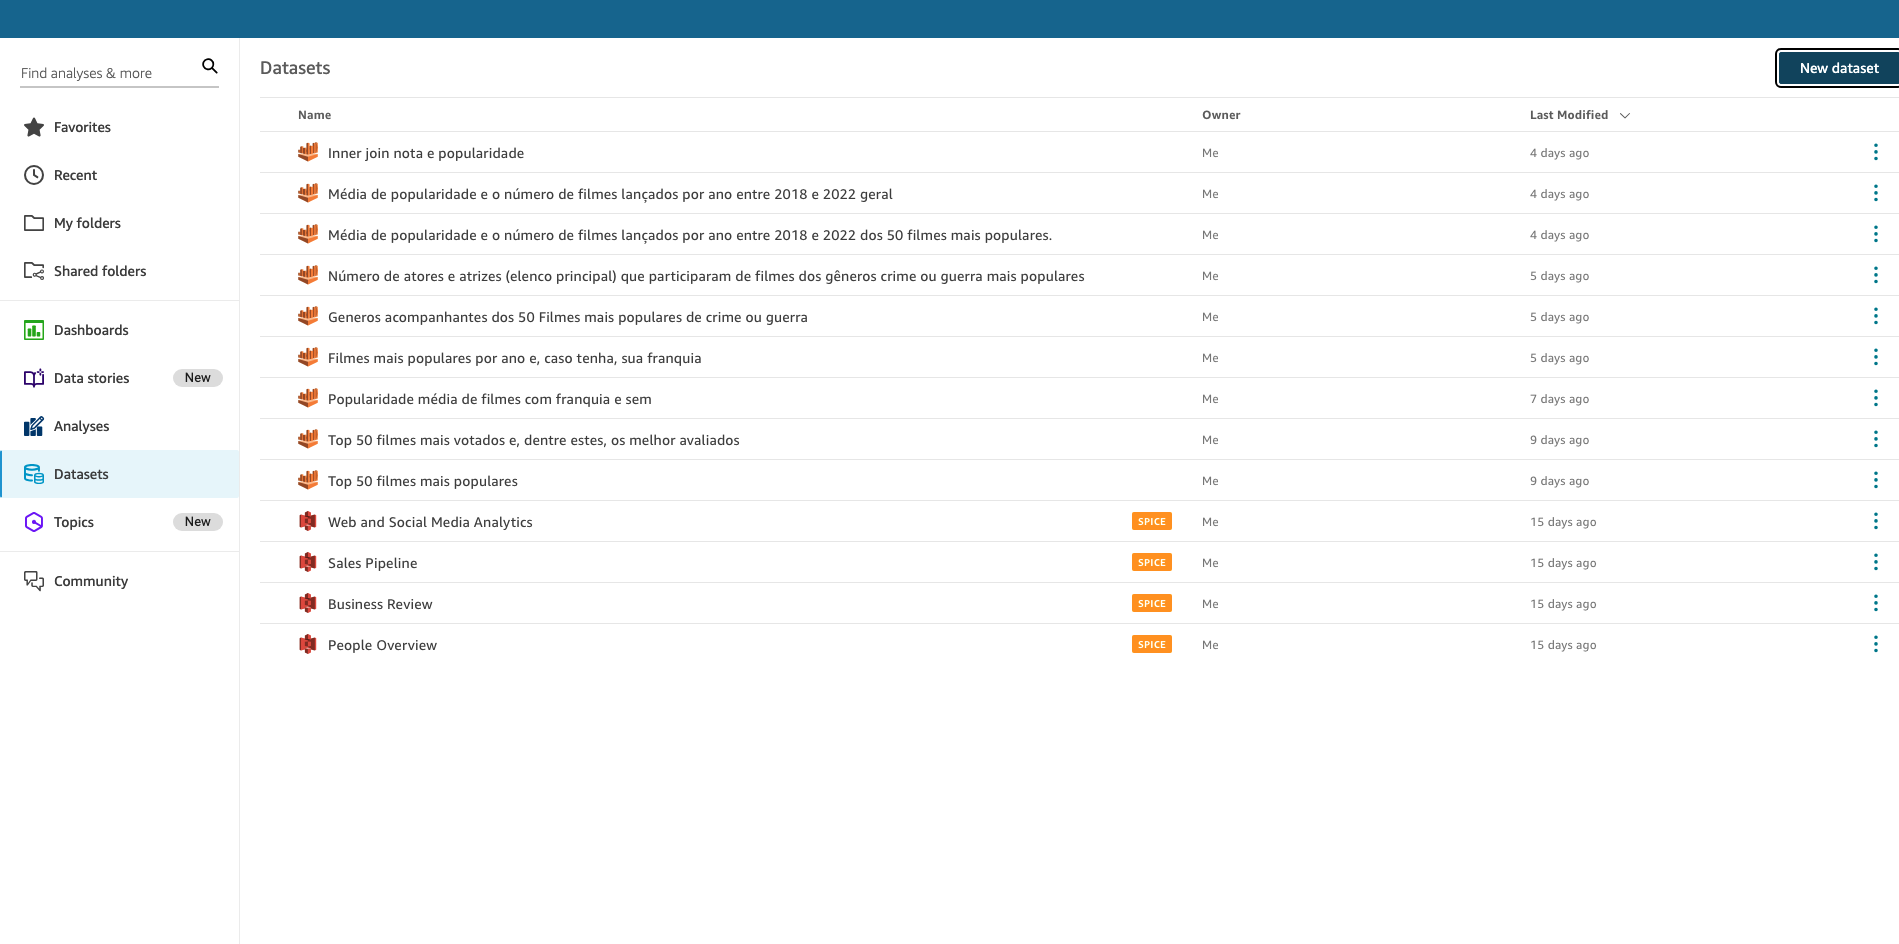 Find analyses & more
Favorites
Recent
My folders
Shared folders
Dashboards
Data stories New
Analyses
Datasets
Topics New
Community
Datasets
New dataset
Name Owner Last Modified
Inner join nota e popularidade Me 4 days ago
Média de popularidade e o número de filmes lançados por ano entre 2018 e 2022 geral Me 4 days ago
Média de popularidade e o número de filmes lançados por ano entre 2018 e 2022 dos 50 filmes mais populares. Me 4 days ago
Número de atores e atrizes (elenco principal) que participaram de filmes dos gêneros crime ou guerra mais populares Me 5 days ago
Generos acompanhantes dos 50 Filmes mais populares de crime ou guerra Me 5 days ago
Filmes mais populares por ano e, caso tenha, sua franquia Me 5 days ago
Popularidade média de filmes com franquia e sem Me 7 days ago
Top 50 filmes mais votados e, dentre estes, os melhor avaliados Me 9 days ago
Top 50 filmes mais populares Me 9 days ago
Web and Social Media Analytics SPICE Me 15 days ago
Sales Pipeline SPICE Me 15 days ago
Business Review SPICE Me 15 days ago
People Overview SPICE Me 15 days ago